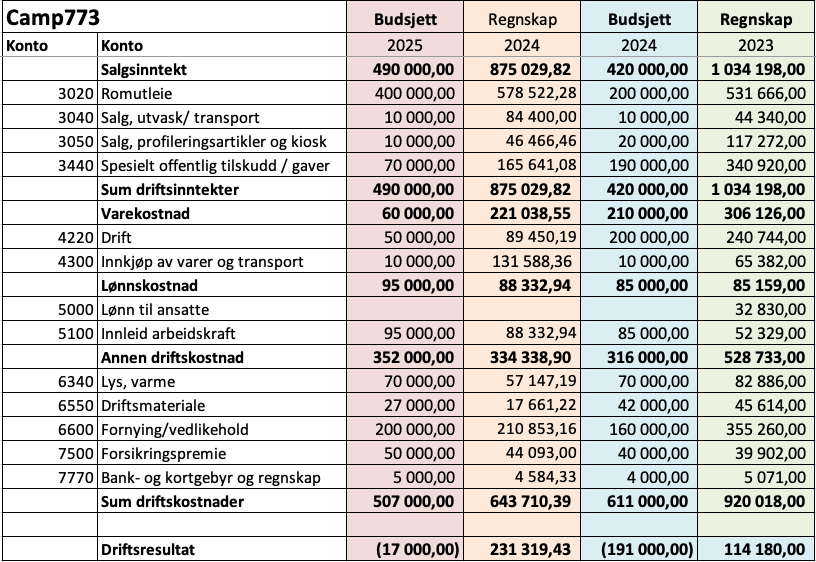 Camp773 Budsjett Regnskap Budsjett Regnskap
Konto Konto 2025 2024 2024 2023
Salgsinntekt 490 000,00 875 029,82 420 000,00 1 034 198,00
3020 Romutleie 400 000,00 578 522,28 200 000,00 531 666,00
3040 Salg, utvask/ transport 10 000,00 84 400,00 10 000,00 44 340,00
3050 Salg, profileringsartikler og kiosk 10 000,00 46 466,46 20 000,00 117 272,00
3440 Spesielt offentlig tilskudd / gaver 70 000,00 165 641,08 190 000,00 340 920,00
Sum driftsinntekter 490 000,00 875 029,82 420 000,00 1 034 198,00
Varekostnad 60 000,00 221 038,55 210 000,00 306 126,00
4220 Drift 50 000,00 89 450,19 200 000,00 240 744,00
4300 Innkjøp av varer og transport 10 000,00 131 588,36 10 000,00 65 382,00
Lønnskostnad 95 000,00 88 332,94 85 000,00 85 159,00
5000 Lønn til ansatte 32 830,00
5100 Innleid arbeidskraft 95 000,00 88 332,94 85 000,00 52 329,00
Annen driftskostnad 352 000,00 334 338,90 316 000,00 528 733,00
6340 Lys, varme 70 000,00 57 147,19 70 000,00 82 886,00
6550 Driftsmateriale 27 000,00 17 661,22 42 000,00 45 614,00
6600 Fornying/vedlikehold 200 000,00 210 853,16 160 000,00 355 260,00
7500 Forsikringspremie 50 000,00 44 093,00 40 000,00 39 902,00
7770 Bank- og kortgebyr og regnskap 5 000,00 4 584,33 4 000,00 5 071,00
Sum driftskostnader 507 000,00 643 710,39 611 000,00 920 018,00
Driftsresultat (17 000,00) 231 319,43 (191 000,00) 114 180,00